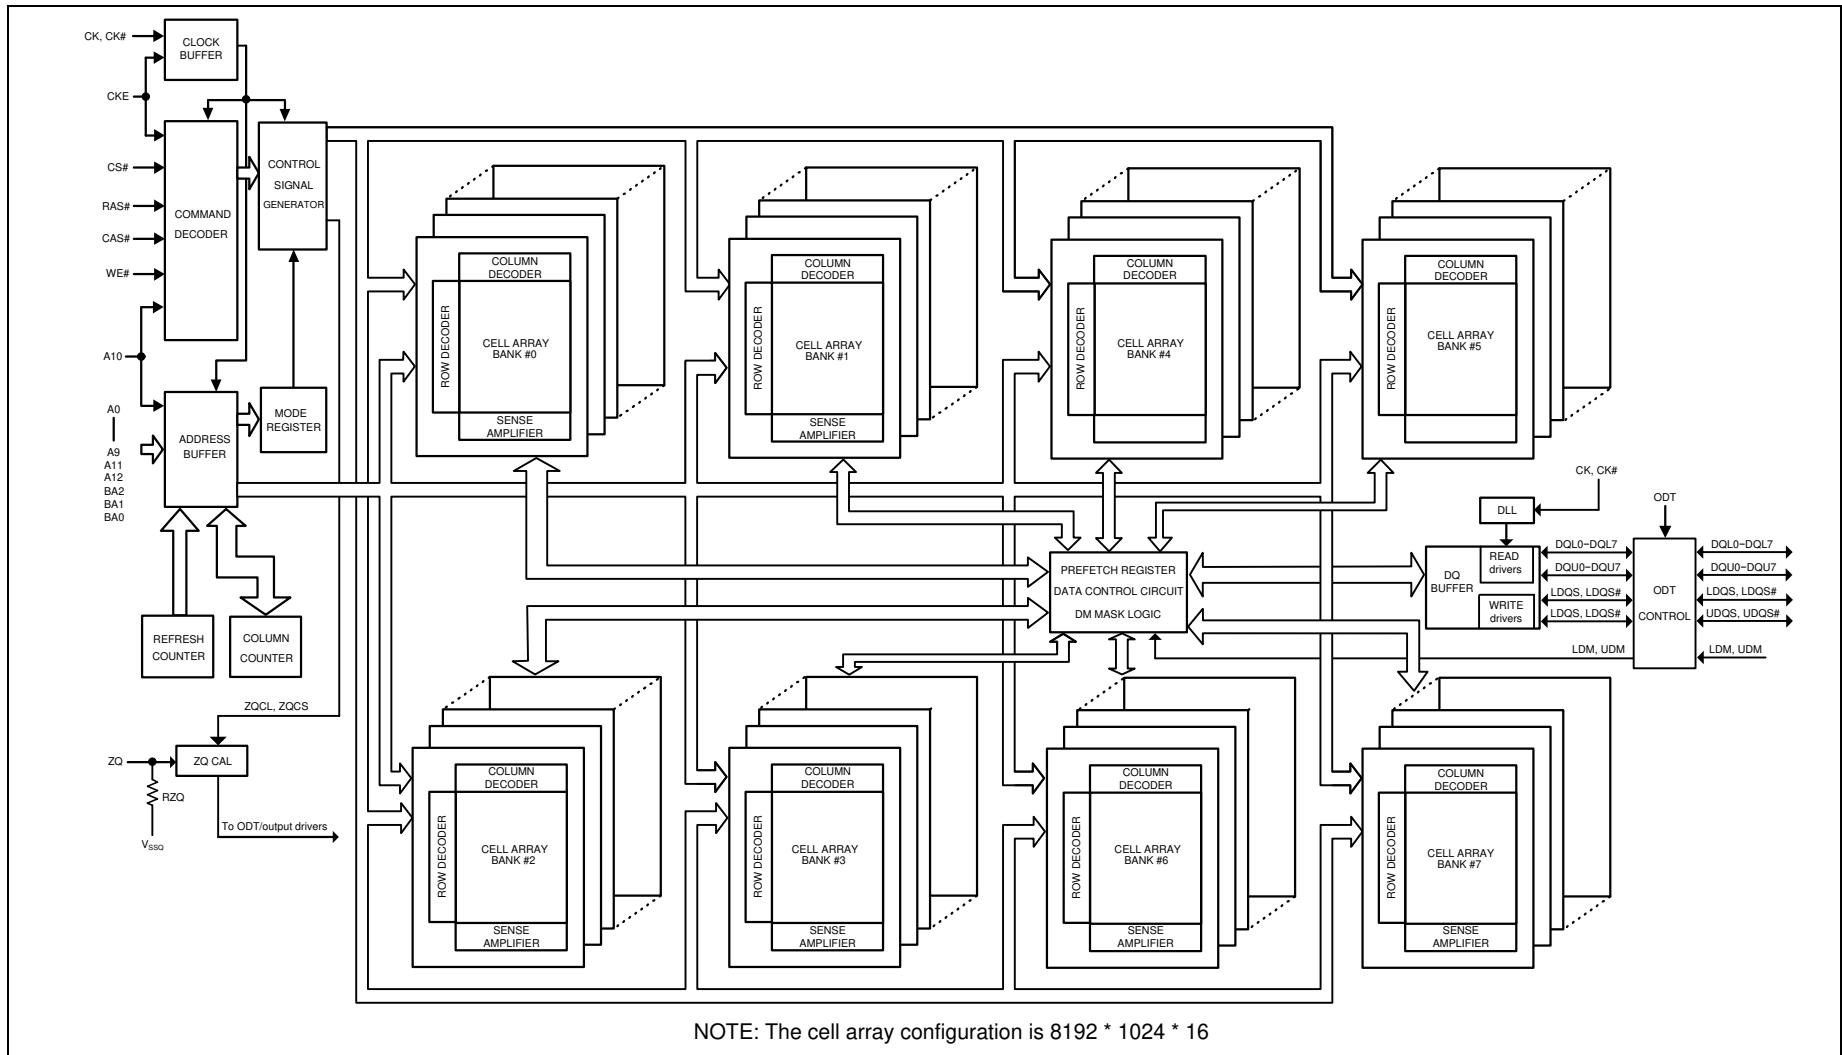 CK, CK#
CLOCK
BUFFER
CKE
CS#
RAS#
CAS#
WE#
COMMAND
DECODER
CONTROL
SIGNAL
GENERATOR
A10
A0
A9
A11
A12
BA2
BA1
BA0
ADDRESS
BUFFER
MODE
REGISTER
REFRESH
COUNTER
COLUMN
COUNTER
ZQCL, ZQCS
ZQ
ZQ CAL
RZQ
VSSQ
To ODT/output drivers
COLUMN
DECODER
ROW DECODER
CELL ARRAY
BANK #0
SENSE
AMPLIFIER
COLUMN
DECODER
ROW DECODER
CELL ARRAY
BANK #1
SENSE
AMPLIFIER
COLUMN
DECODER
ROW DECODER
CELL ARRAY
BANK #4
COLUMN
DECODER
ROW DECODER
CELL ARRAY
BANK #5
PREFETCH REGISTER
DATA CONTROL CIRCUIT
DM MASK LOGIC
CK, CK#
DLL
ODT
DQ
BUFFER
READ
drivers
WRITE
drivers
DQL0−DQL7
DQU0−DQU7
LDQS, LDQS#
LDQS, LDQS#
LDM, UDM
ODT
CONTROL
DQL0−DQL7
DQU0−DQU7
LDQS, LDQS#
UDQS, UDQS#
LDM, UDM
COLUMN
DECODER
ROW DECODER
CELL ARRAY
BANK #2
SENSE
AMPLIFIER
COLUMN
DECODER
ROW DECODER
CELL ARRAY
BANK #3
SENSE
AMPLIFIER
COLUMN
DECODER
ROW DECODER
CELL ARRAY
BANK #6
SENSE
AMPLIFIER
COLUMN
DECODER
ROW DECODER
CELL ARRAY
BANK #7
SENSE
AMPLIFIER
NOTE: The cell array configuration is 8192 * 1024 * 16